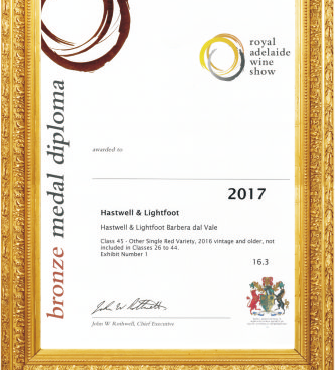 bronze medal diploma
royal
adelaide
wine
show
awarded to
2017
Hastwell & Lightfoot
Hastwell & Lightfoot Barbera dal Vale
Class 45 - Other Single Red Variety, 2016 vintage and older, not
included in Classes 26 to 44.
Exhibit Number 1
16.3
John W Rothwell, Chief Executive